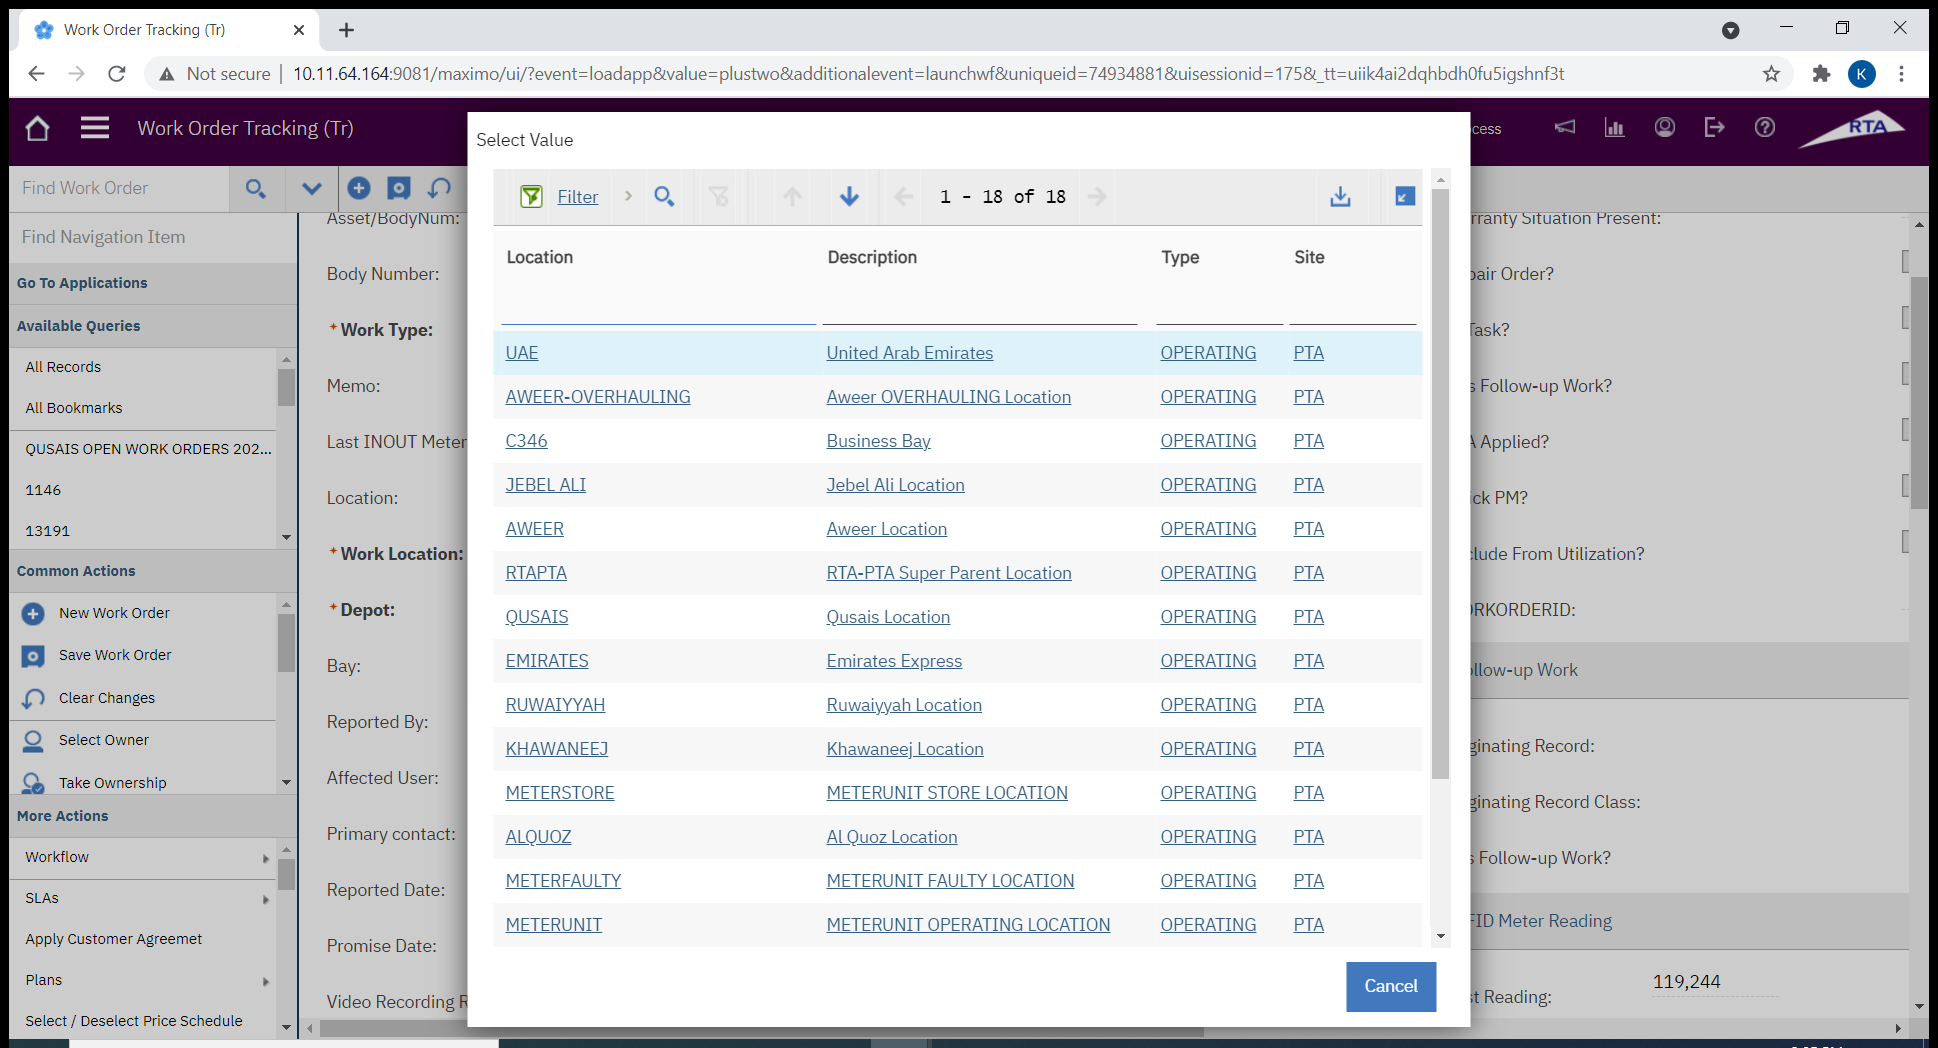 Work Order Tracking (Tr)
Not secure
10.11.64.164:9081/maximo/ui/?event=loadapp&value=plustwo&additionalevent=launchwf&uniqueid=74934881&uisessionid=175&_tt=uiik4ai2dqhbdh0fu5igshnf3t
K
Work Order Tracking (Tr)
cess
RTA
Find Work Order
Find Navigation Item
Go To Applications
Available Queries
All Records
All Bookmarks
QUSAIS OPEN WORK ORDERS 202...
1146
13191
Common Actions
New Work Order
Save Work Order
Clear Changes
Select Owner
Take Ownership
More Actions
Workflow
SLAs
Apply Customer Agreemet
Plans
Select / Deselect Price Schedule
Asset/BodyNum:
Body Number:
* Work Type:
Memo:
Last INOUT Meter
Location:
* Work Location:
* Depot:
Bay:
Reported By:
Affected User:
Primary contact:
Reported Date:
Promise Date:
Video Recording R
Select Value
Filter
1 - 18 of 18
Location Description Type Site
UAE United Arab Emirates OPERATING PTA
AWEER-OVERHAULING Aweer OVERHAULING Location OPERATING PTA
C346 Business Bay OPERATING PTA
JEBEL ALI Jebel Ali Location OPERATING PTA
AWEER Aweer Location OPERATING PTA
RTAPTA RTA-PTA Super Parent Location OPERATING PTA
QUSAIS Qusais Location OPERATING PTA
EMIRATES Emirates Express OPERATING PTA
RUWAIYYAH Ruwaiyyah Location OPERATING PTA
KHAWANEEJ Khawaneej Location OPERATING PTA
METERSTORE METERUNIT STORE LOCATION OPERATING PTA
ALQUOZ Al Quoz Location OPERATING PTA
METERFAULTY METERUNIT FAULTY LOCATION OPERATING PTA
METERUNIT METERUNIT OPERATING LOCATION OPERATING PTA
Cancel
rranty Situation Present:
pair Order?
Task?
s Follow-up Work?
A Applied?
ick PM?
clude From Utilization?
ORKORDERID:
ollow-up Work
ginating Record:
ginating Record Class:
s Follow-up Work?
FID Meter Reading
st Reading:
119,244